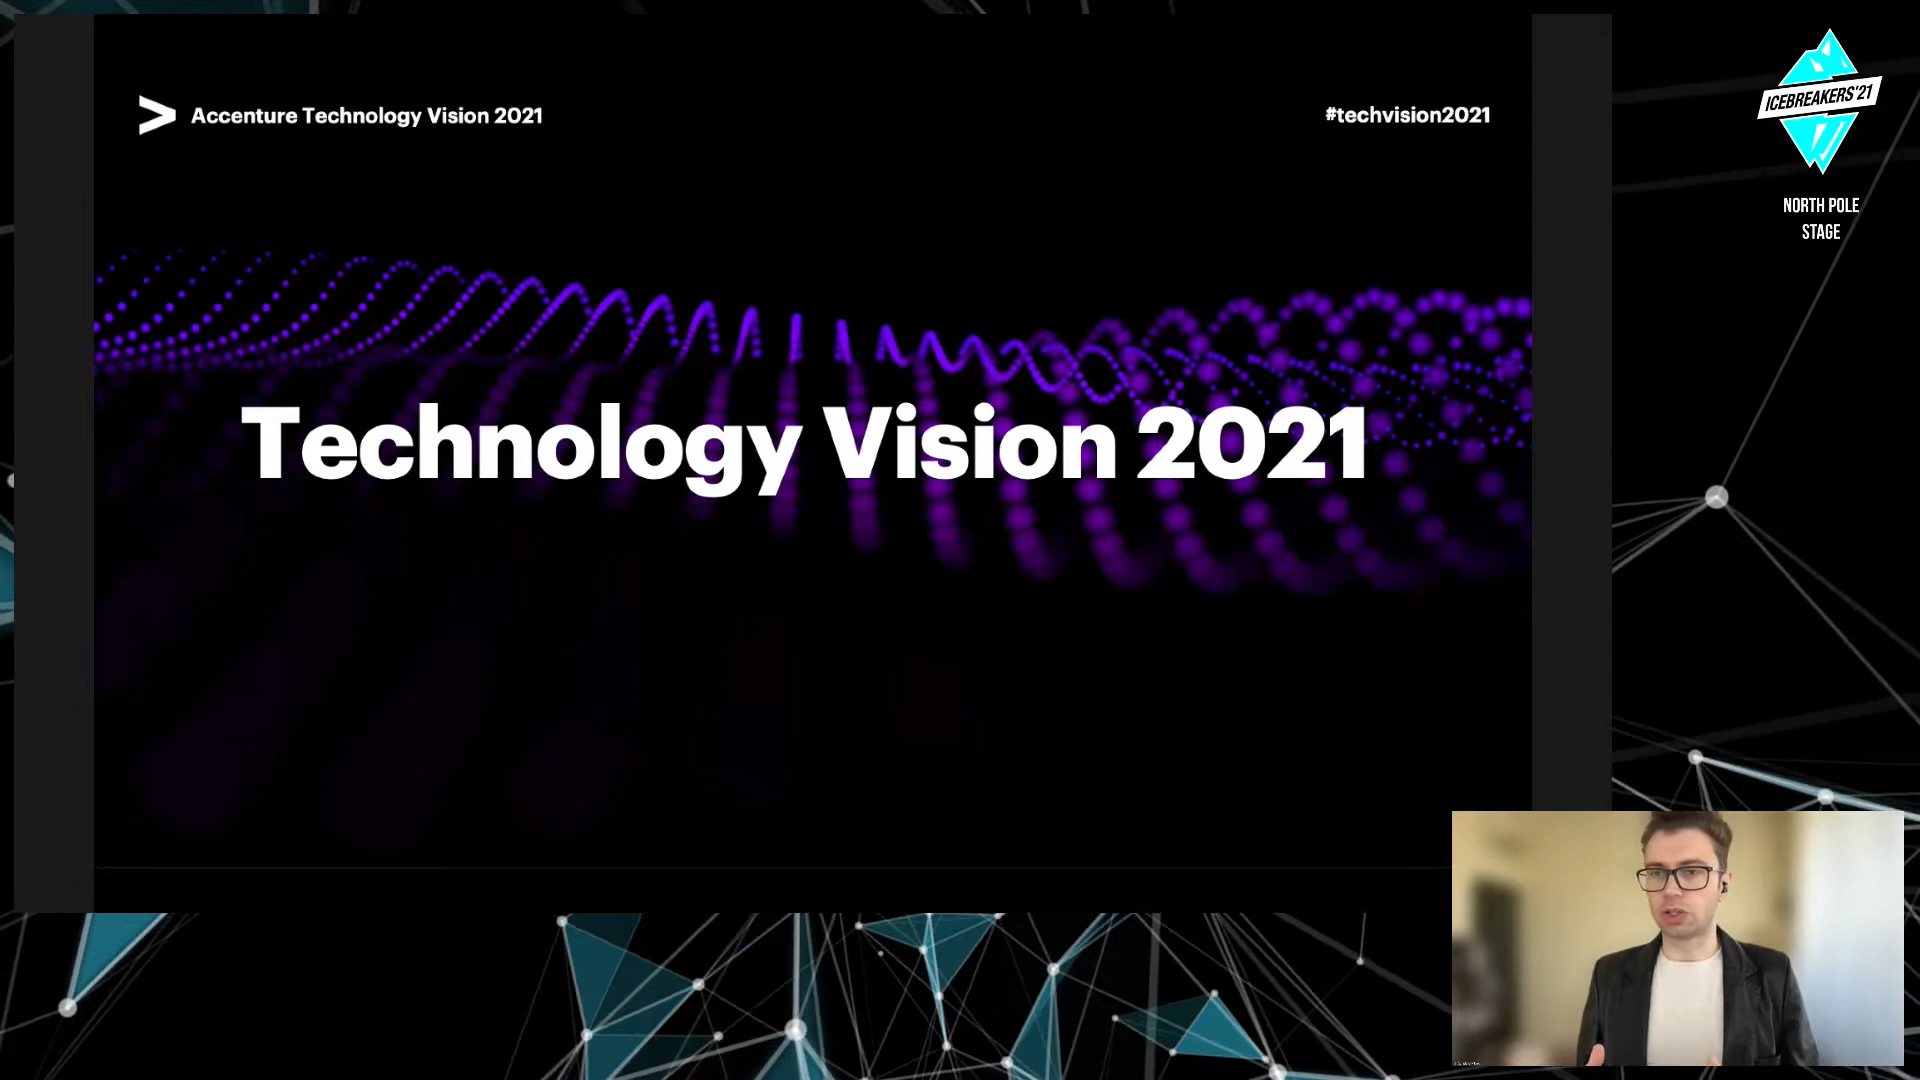 Accenture Technology Vision 2021
#techvision2021
ICEBREAKERS'21
NORTH POLE
STAGE
Technology Vision 2021